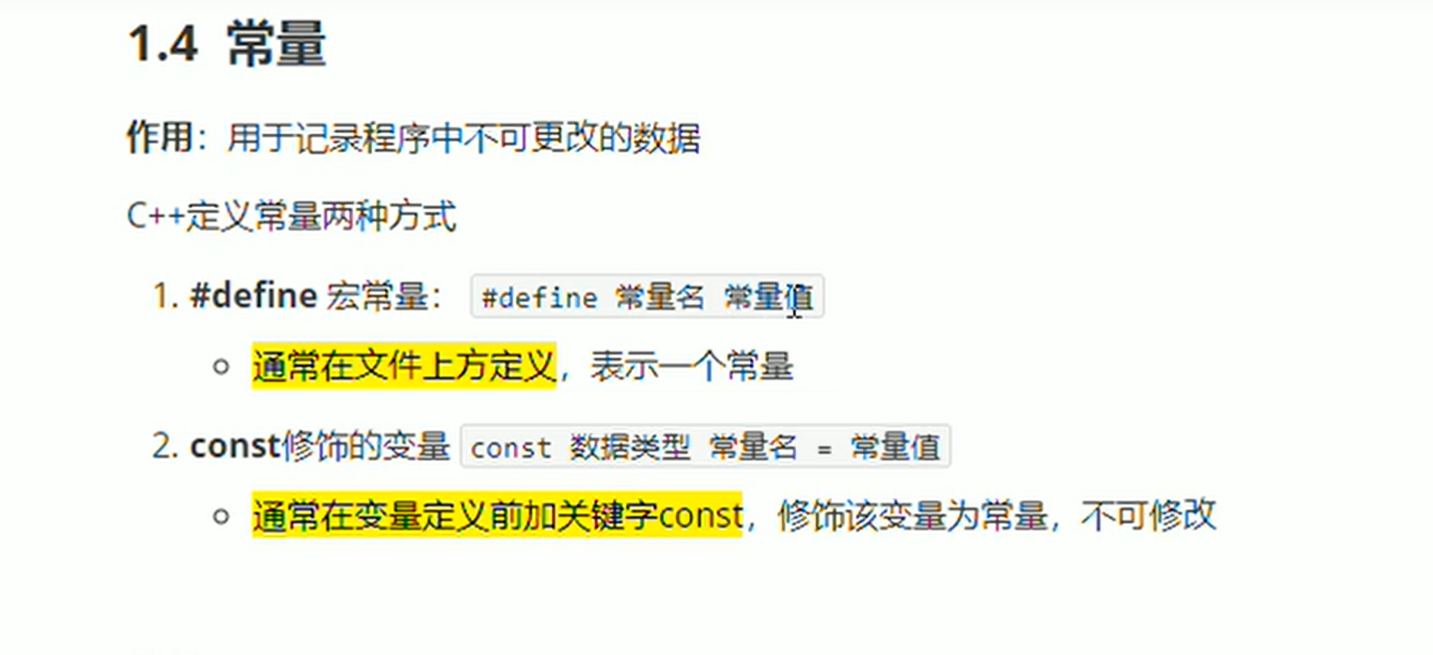 1.4 常量
作用：用于记录程序中不可更改的数据
C++定义常量两种方式
1. #define 宏常量： #define 常量名 常量值
通常在文件上方定义，表示一个常量
2. const修饰的变量 const 数据类型 常量名 = 常量值
通常在变量定义前加关键字const，修饰该变量为常量，不可修改